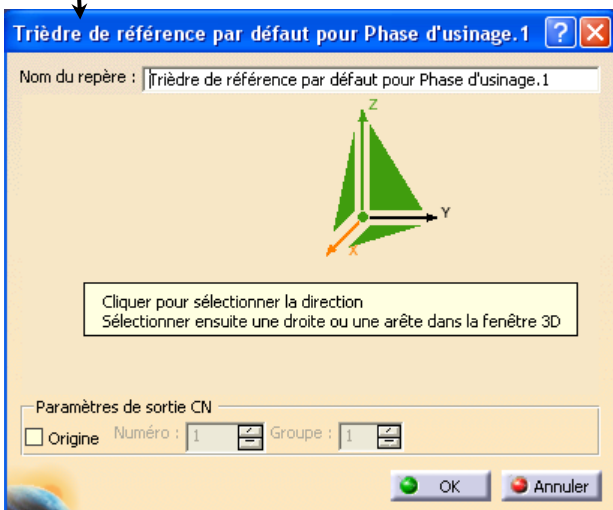 Trièdre de référence par défaut pour Phase d'usinage.1
Nom du repère : Trièdre de référence par défaut pour Phase d'usinage.1
Z
Y
X
Cliquer pour sélectionner la direction
Sélectionner ensuite une droite ou une arête dans la fenêtre 3D
Paramètres de sortie CN
Origine Numéro : 1 Groupe : 1
OK Annuler